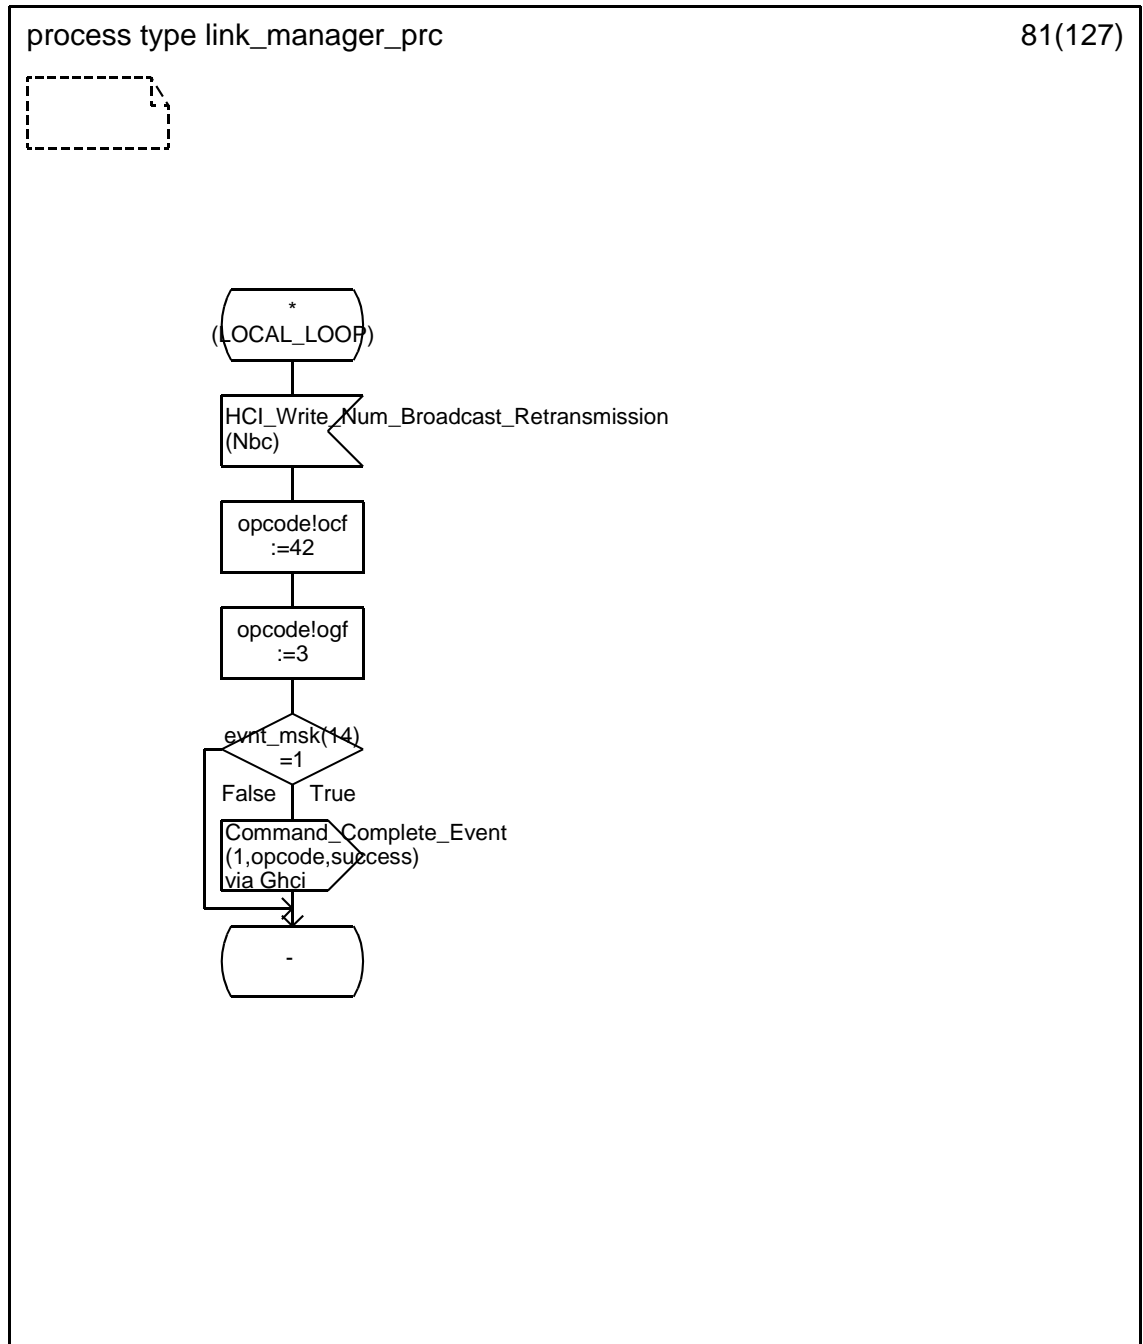 process type link_manager_prc 81(127)
*
(LOCAL_LOOP)
HCI_Write_Num_Broadcast_Retransmission
(Nbc)
opcode!ocf
:=42
opcode!ogf
:=3
evnt_msk(14)
=1
False True
Command_Complete_Event
(1,opcode,success)
via Ghci
-